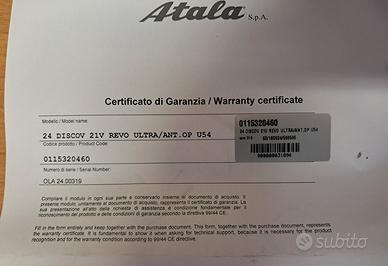 Atala S.p.A.
Certificato di Garanzia / Warranty certificate
Modello / Model name:
24 DISCOV 21V REVO ULTRA/ANT.OP U54
Codice prodotto / Product Code:
0115320460
Numero di serie / Serial Number:
OLA 24.00319
0115320460
24 DISCOV 21V REVO ULTRA/ANT.OP U54
Compilare il modulo in ogni sua parte e conservarlo insieme al documento di acquisto. Il presente
modulo, insieme al documento di acquisto, rappresenta il certificato di garanzia. La
sua presentazione all'atto della richiesta di assistenza è condizione fondamentale per il
riconoscimento del diritto della garanzia secondo la direttiva 99/44 CE.
Fill in the form entirely and keep together with the purchase document. This form, together with the purchase document, represents
the warranty certificate. It is fundamental to show it when asking for technical support, because it is necessary for the product
recognition and for the warranty conditions according to the 99/44 CE directive.
subito